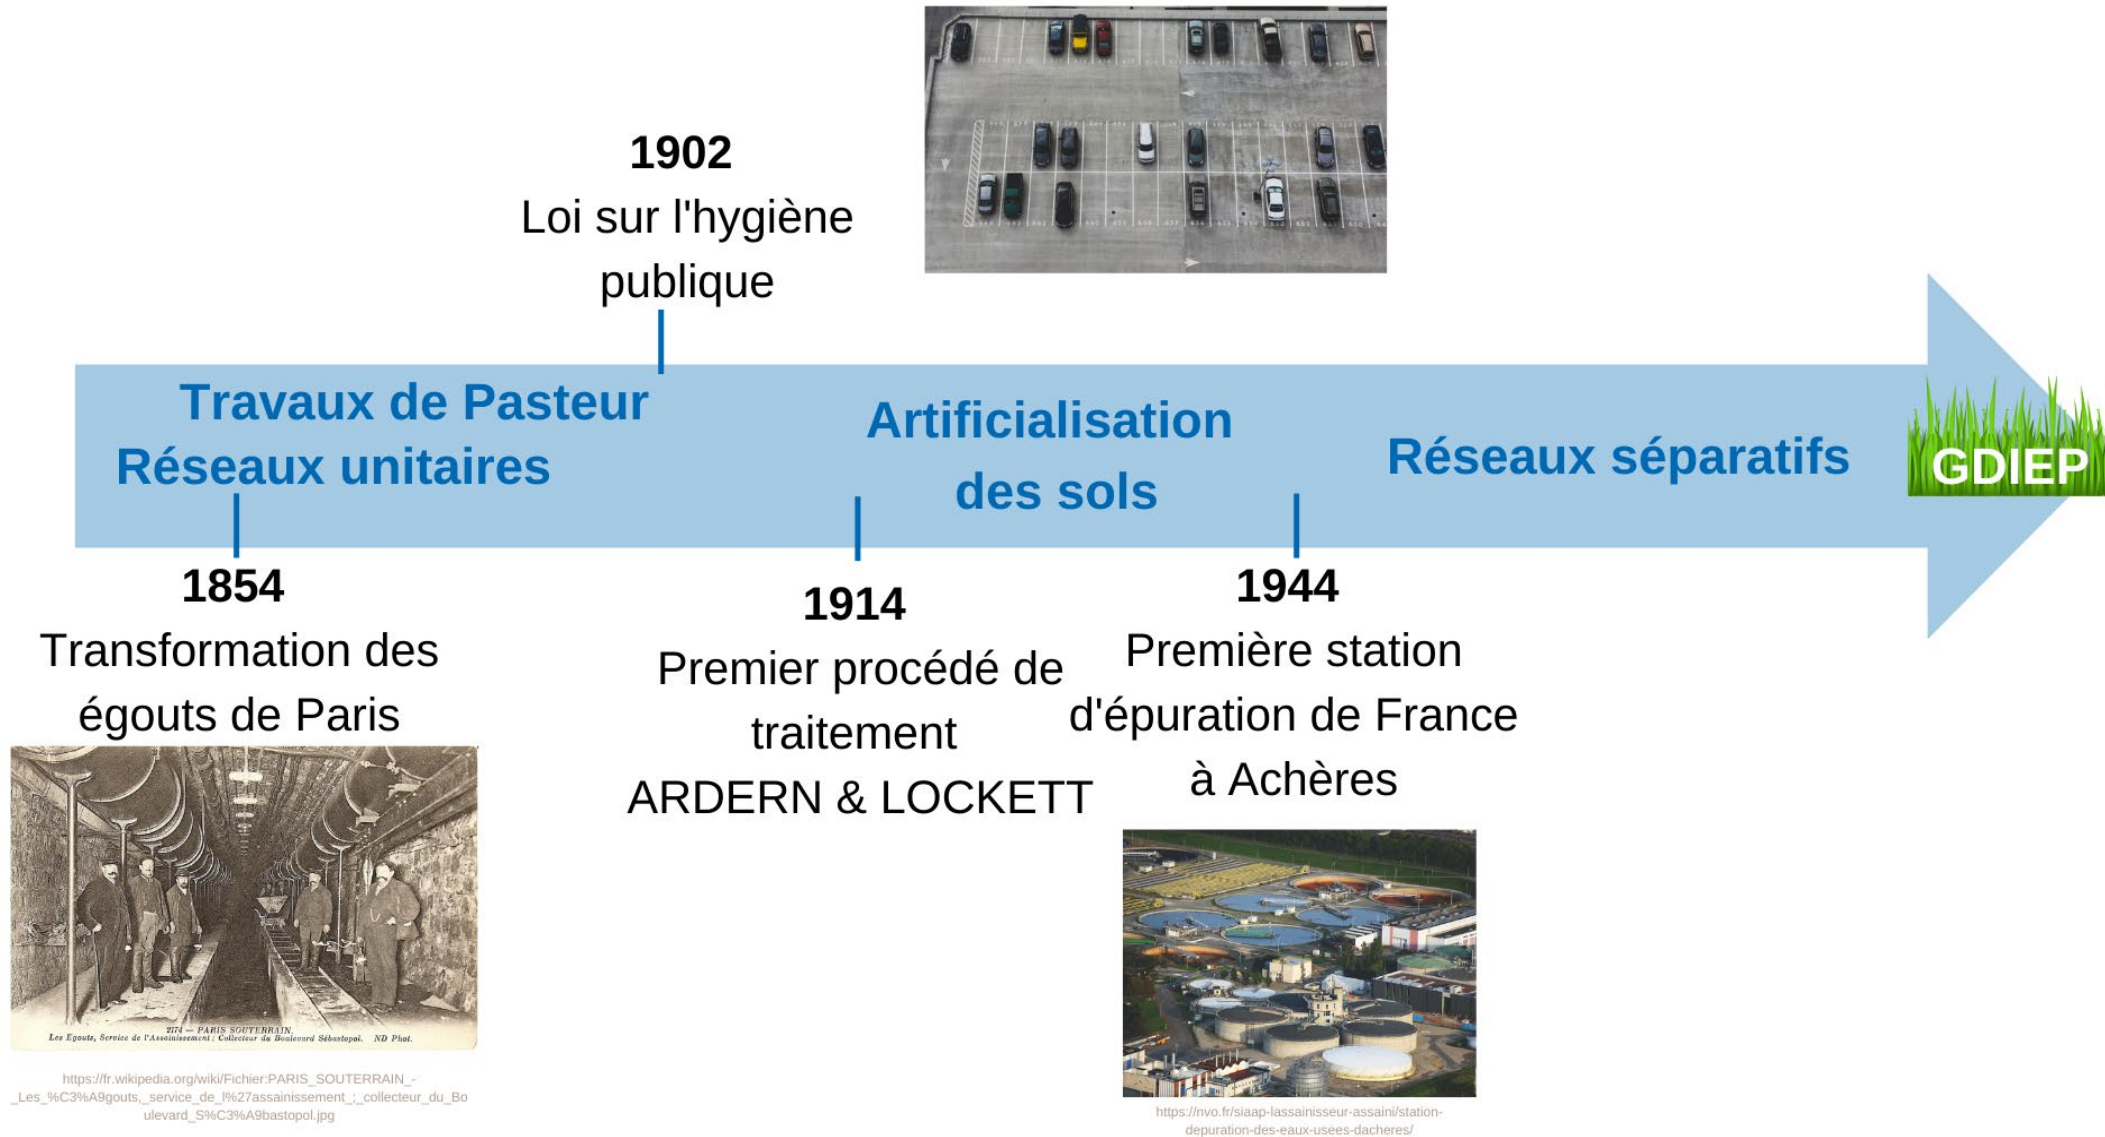 1902
Loi sur l'hygiène
publique
Travaux de Pasteur
Réseaux unitaires
Artificialisation
des sols
Réseaux séparatifs
GDIEP
1854
Transformation des
égouts de Paris
1914
Premier procédé de
traitement
ARDERN & LOCKETT
1944
Première station
d'épuration de France
à Achères
2174 — PARIS SOUTERRAIN.
Les Egouts, Service de l'Assainissement : Collecteur du Boulevard Sébastopol. ND Phot.
https://fr.wikipedia.org/wiki/Fichier:PARIS_SOUTERRAIN_-
_Les_%C3%A9gouts,_service_de_l%27assainissement_;_collecteur_du_Bo
ulevard_S%C3%A9bastopol.jpg
https://nvo.fr/siaap-lassainisseur-assaini/station-
depuration-des-eaux-usees-dacheres/